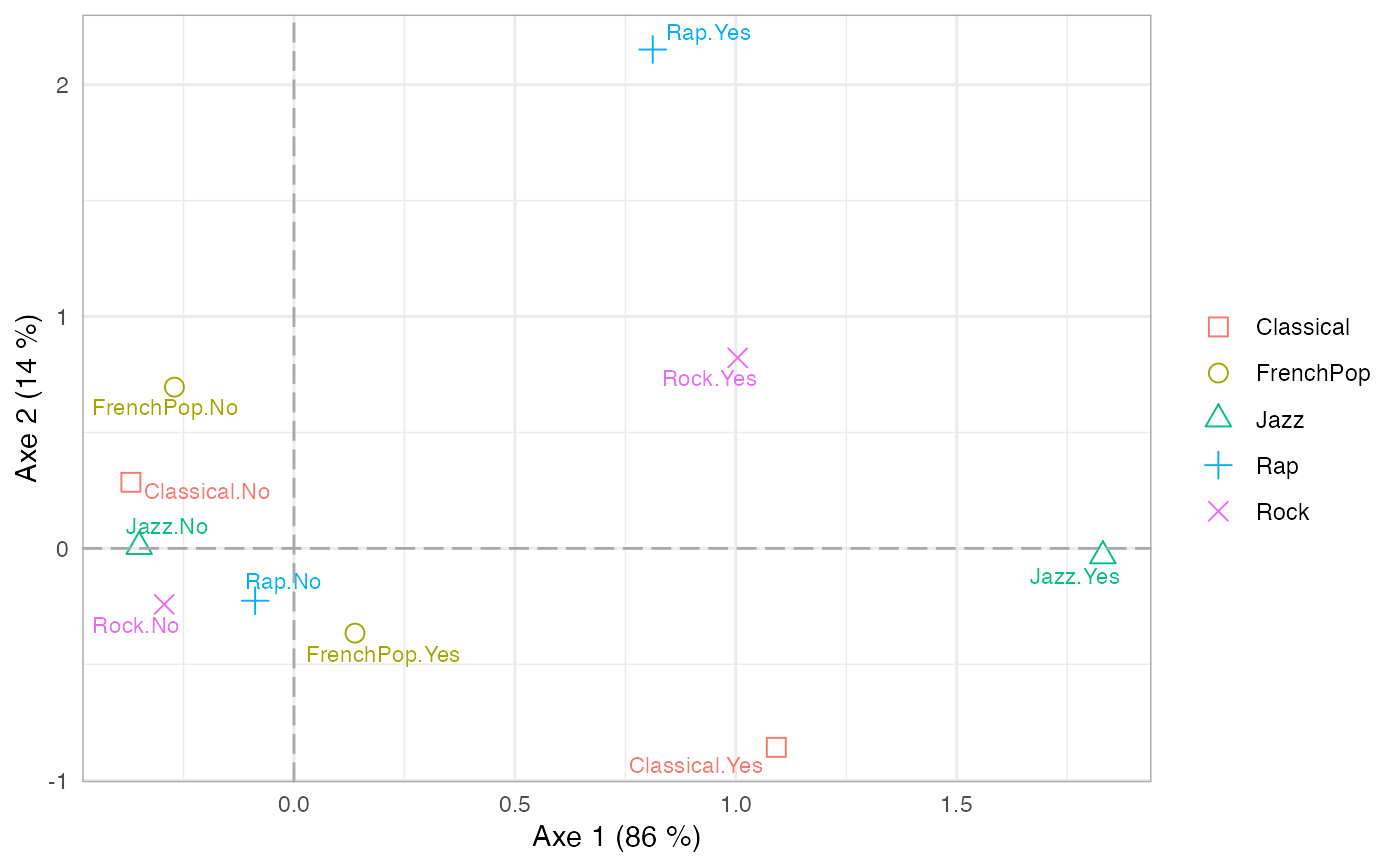 Rap.Yes
2
1
Rock.Yes
FrenchPop.No
Classical.No
Jazz.No
0
Jazz.Yes
Rap.No
Rock.No
FrenchPop.Yes
Classical.Yes
-1
0.0 0.5 1.0 1.5
Axe 1 (86 %)
Axe 2 (14 %)
Classical
FrenchPop
Jazz
Rap
Rock